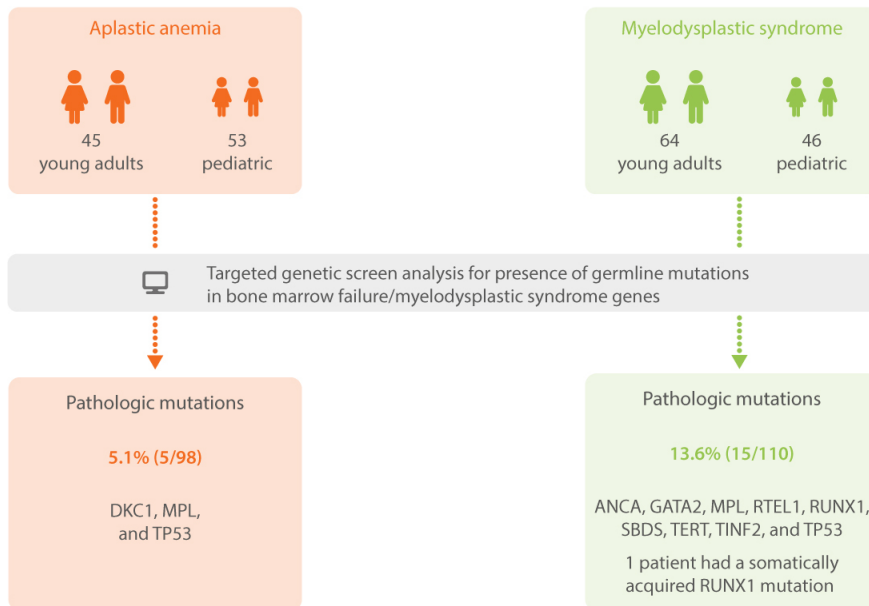 Aplastic anemia
45
young adults
53
pediatric
Myelodysplastic syndrome
64
young adults
46
pediatric
Targeted genetic screen analysis for presence of germline mutations
in bone marrow failure/myelodysplastic syndrome genes
Pathologic mutations
5.1% (5/98)
DKC1, MPL,
and TP53
Pathologic mutations
13.6% (15/110)
ANCA, GATA2, MPL, RTEL1, RUNX1,
SBDS, TERT, TINF2, and TP53
1 patient had a somatically
acquired RUNX1 mutation